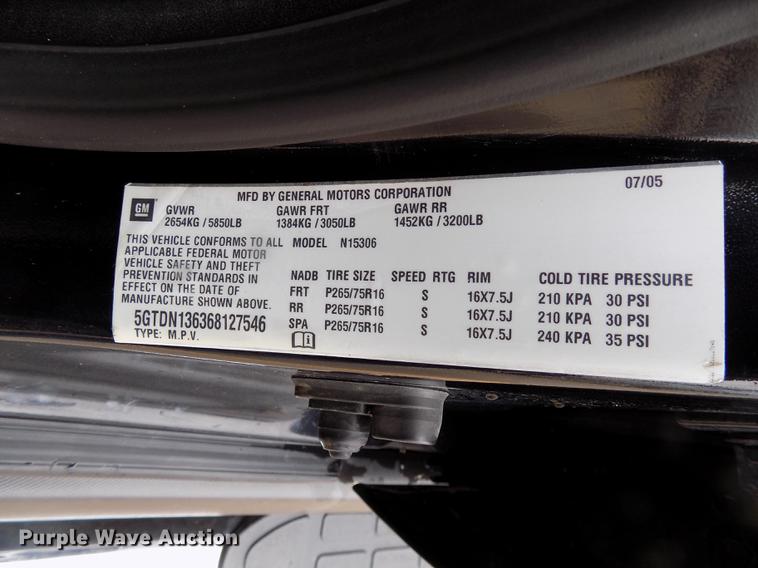 07/05
MFD BY GENERAL MOTORS CORPORATION
GM
GVWR GAWR FRT GAWR RR
2654KG / 5850LB 1384KG / 3050LB 1452KG / 3200LB
THIS VEHICLE CONFORMS TO ALL MODEL N15306
APPLICABLE FEDERAL MOTOR
VEHICLE SAFETY AND THEFT
PREVENTION STANDARDS IN
EFFECT ON THE DATE OF
MANUFACTURE SHOWN ABOVE.
NADB TIRE SIZE SPEED RTG RIM COLD TIRE PRESSURE
FRT P265/75R16 S 16X7.5J 210 KPA 30 PSI
RR P265/75R16 S 16X7.5J 210 KPA 30 PSI
SPA P265/75R16 S 16X7.5J 240 KPA 35 PSI
5GTDN136368127546
TYPE: M.P.V.
Purple Wave Auction